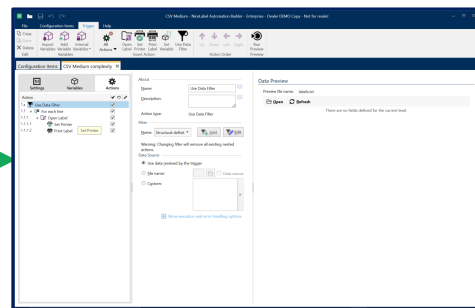 CSV Medium - NiceLabel Automation Builder - Enterprise - Dealer DEMO Copy - Not for resale!
File Configuration items Trigger Help
Copy
Paste
Delete
Import Variables
Add Variable
Internal Variables
All Actions
Open Label
Set Printer
Print Label
Set Variable
Use Data Filter
Up Down Left Right
Run Preview
Edit Variables Insert Action Action Order Preview
Configuration items CSV Medium complexity
Settings Variables Actions
Action
1 Use Data Filter
1.1 For each line
1.1.1 Open Label
1.1.1.1 Set Printer
1.1.1.2 Print Label Set Printer
About
Name: Use Data Filter
Description:
Action type: Use Data Filter
Filter
Name: Structural definit Add Edit
Warning: Changing filter will remove all existing nested actions.
Data Source
Use data received by the trigger
File name: Data source
Custom:
Show execution and error handling options
Data Preview
Preview file name:
Open Refresh
There are no fields defined for the current level.